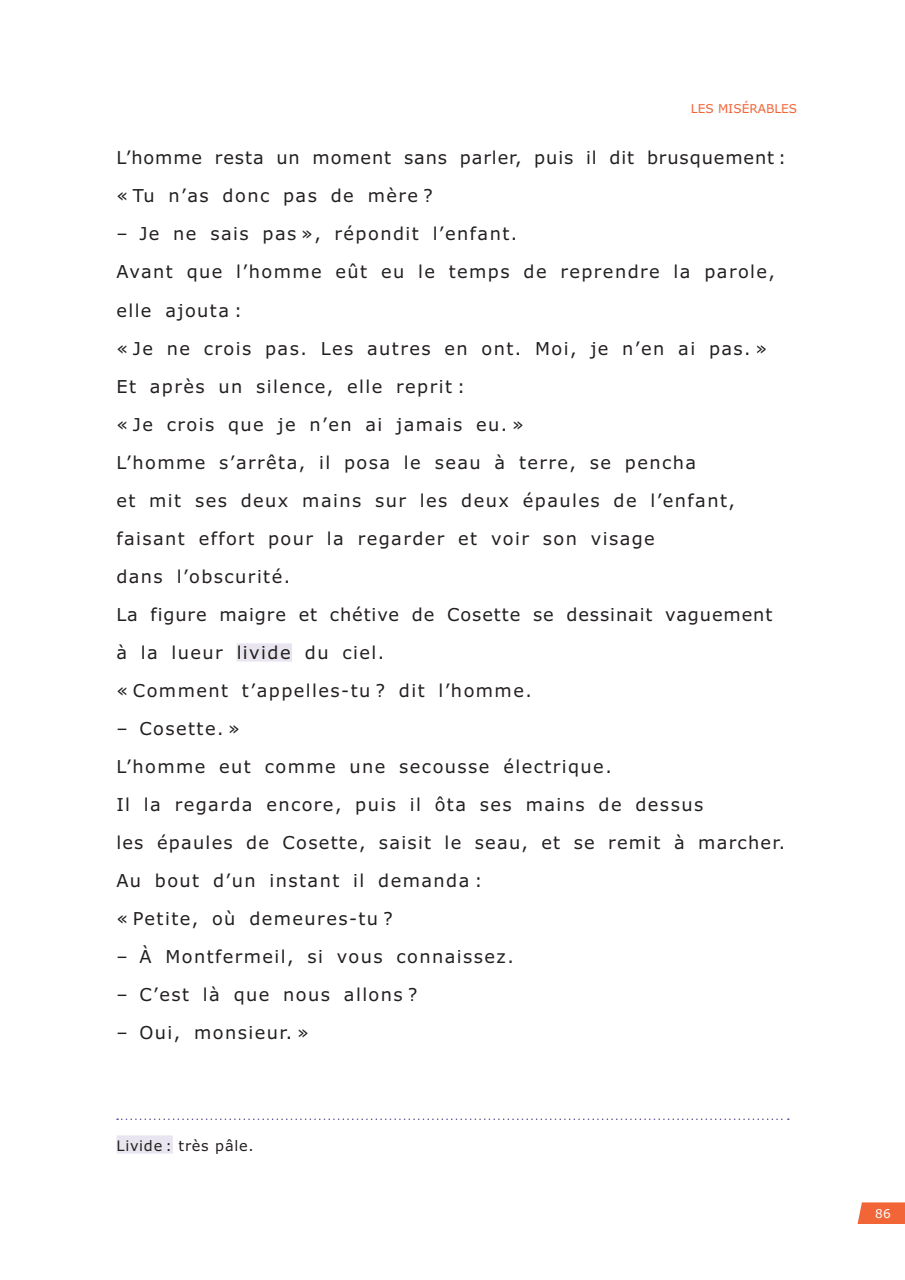 LES MISÉRABLES
L’homme resta un moment sans parler, puis il dit brusquement :
« Tu n’as donc pas de mère ?
– Je ne sais pas », répondit l’enfant.
Avant que l’homme eût eu le temps de reprendre la parole,
elle ajouta :
« Je ne crois pas. Les autres en ont. Moi, je n’en ai pas. »
Et après un silence, elle reprit :
« Je crois que je n’en ai jamais eu. »
L’homme s’arrêta, il posa le seau à terre, se pencha
et mit ses deux mains sur les deux épaules de l’enfant,
faisant effort pour la regarder et voir son visage
dans l’obscurité.
La figure maigre et chétive de Cosette se dessinait vaguement
à la lueur livide du ciel.
« Comment t’appelles-tu ? dit l’homme.
– Cosette. »
L’homme eut comme une secousse électrique.
Il la regarda encore, puis il ôta ses mains de dessus
les épaules de Cosette, saisit le seau, et se remit à marcher.
Au bout d’un instant il demanda :
« Petite, où demeures-tu ?
– À Montfermeil, si vous connaissez.
– C’est là que nous allons ?
– Oui, monsieur. »
Livide : très pâle.
86